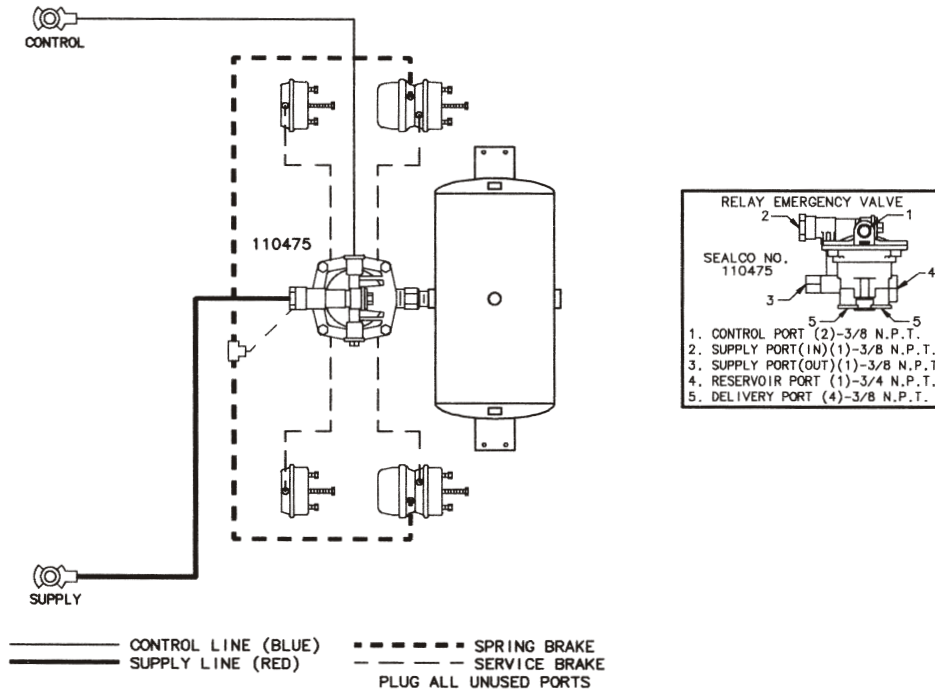 CONTROL
110475
SUPPLY
RELAY EMERGENCY VALVE
2
1
SEALCO NO.
110475
4
3
5
5
1. CONTROL PORT (2)-3/8 N.P.T.
2. SUPPLY PORT(IN)(1)-3/8 N.P.T.
3. SUPPLY PORT(OUT)(1)-3/8 N.P.T.
4. RESERVOIR PORT (1)-3/4 N.P.T.
5. DELIVERY PORT (4)-3/8 N.P.T.
CONTROL LINE (BLUE)
SUPPLY LINE (RED)
SPRING BRAKE
SERVICE BRAKE
PLUG ALL UNUSED PORTS